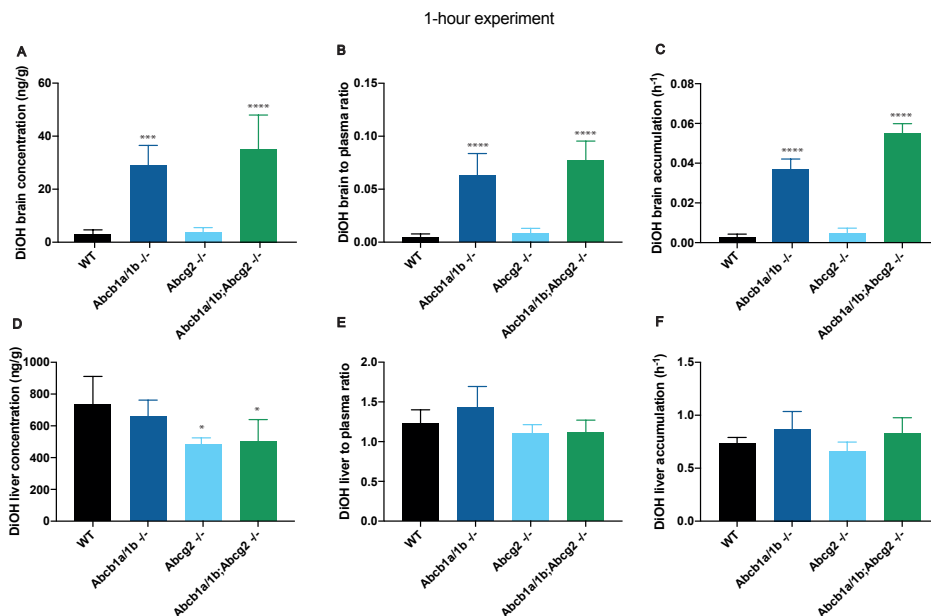 1-hour experiment
A
DiOH brain concentration (ng/g)
60
40
20
0
***
****
WT
Abcb1a/1b -/-
Abcg2 -/-
Abcb1a/1b;Abcg2 -/-
B
DiOH brain to plasma ratio
0.15
0.10
0.05
0.00
****
****
WT
Abcb1a/1b -/-
Abcg2 -/-
Abcb1a/1b;Abcg2 -/-
C
DiOH brain accumulation (h⁻¹)
0.08
0.06
0.04
0.02
0.00
****
****
WT
Abcb1a/1b -/-
Abcg2 -/-
Abcb1a/1b;Abcg2 -/-
D
DiOH liver concentration (ng/g)
1000
800
600
400
200
0
*
*
WT
Abcb1a/1b -/-
Abcg2 -/-
Abcb1a/1b;Abcg2 -/-
E
DiOH liver to plasma ratio
2.0
1.5
1.0
0.5
0.0
WT
Abcb1a/1b -/-
Abcg2 -/-
Abcb1a/1b;Abcg2 -/-
F
DiOH liver accumulation (h⁻¹)
1.5
1.0
0.5
0.0
WT
Abcb1a/1b -/-
Abcg2 -/-
Abcb1a/1b;Abcg2 -/-